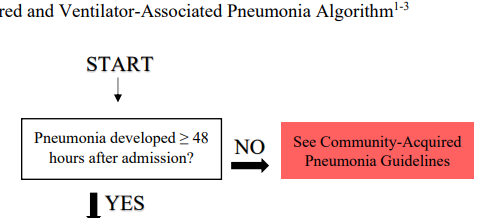 red and Ventilator-Associated Pneumonia Algorithm¹⁻³
START
Pneumonia developed ≥ 48
hours after admission?
NO
See Community-Acquired
Pneumonia Guidelines
YES